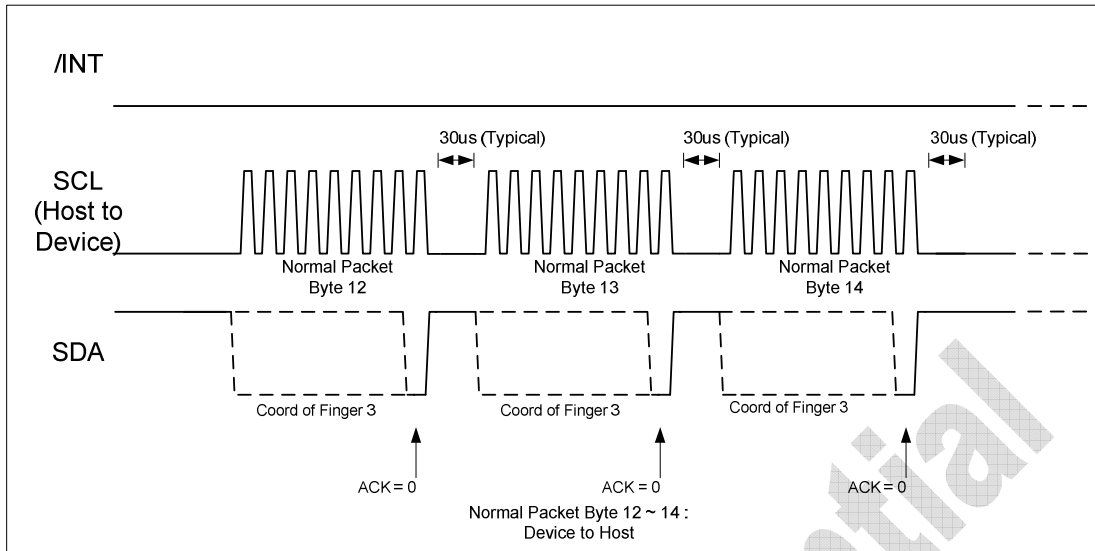 /INT
30us (Typical)
30us (Typical)
30us (Typical)
SCL
(Host to
Device)
Normal Packet
Byte 12
Normal Packet
Byte 13
Normal Packet
Byte 14
SDA
Coord of Finger 3
Coord of Finger 3
Coord of Finger 3
ACK = 0
ACK = 0
ACK = 0
Normal Packet Byte 12 ~ 14 :
Device to Host
ntial